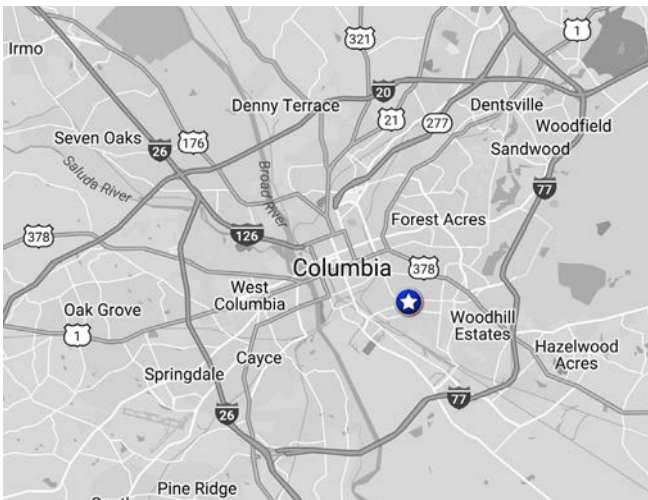 Irmo
321
1
20
Denny Terrace
Dentsville
21
277
Woodfield
Seven Oaks
176
26
Sandwood
Saluda River
Broad River
77
Forest Acres
378
126
378
Columbia
West
Columbia
Oak Grove
1
Woodhill
Estates
Cayce
Hazelwood
Acres
Springdale
26
77
Pine Ridge